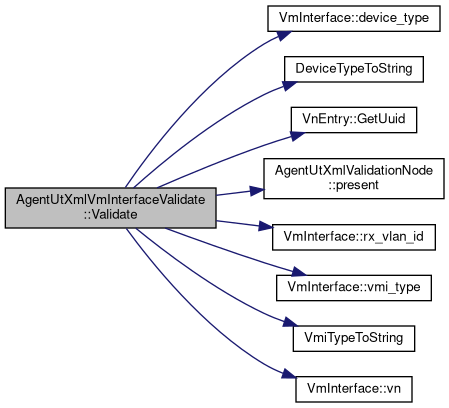 VmInterface::device_type
DeviceTypeToString
VnEntry::GetUuid
AgentUtXmlValidationNode
::present
AgentUtXmlVmInterfaceValidate
::Validate
VmInterface::rx_vlan_id
VmInterface::vmi_type
VmiTypeToString
VmInterface::vn